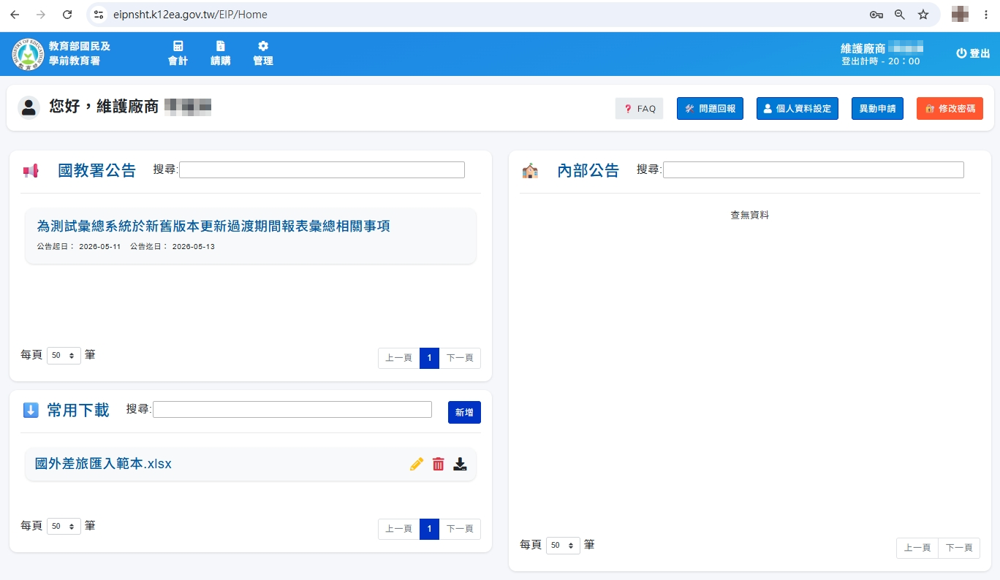 eipnsht.k12ea.gov.tw/EIP/Home
教育部國民及
學前教育署
會計
請購
管理
維護廠商
登出計時 - 20：00
登出
您好，維護廠商
FAQ
問題回報
個人資料設定
異動申請
修改密碼
國教署公告
搜尋:
為測試彙總系統於新舊版本更新過渡期間報表彙總相關事項
公告起日： 2026-05-11 公告迄日： 2026-05-13
每頁 50 筆
上一頁 1 下一頁
常用下載
搜尋:
新增
國外差旅匯入範本.xlsx
每頁 50 筆
上一頁 1 下一頁
內部公告
搜尋:
查無資料
每頁 50 筆
上一頁 下一頁